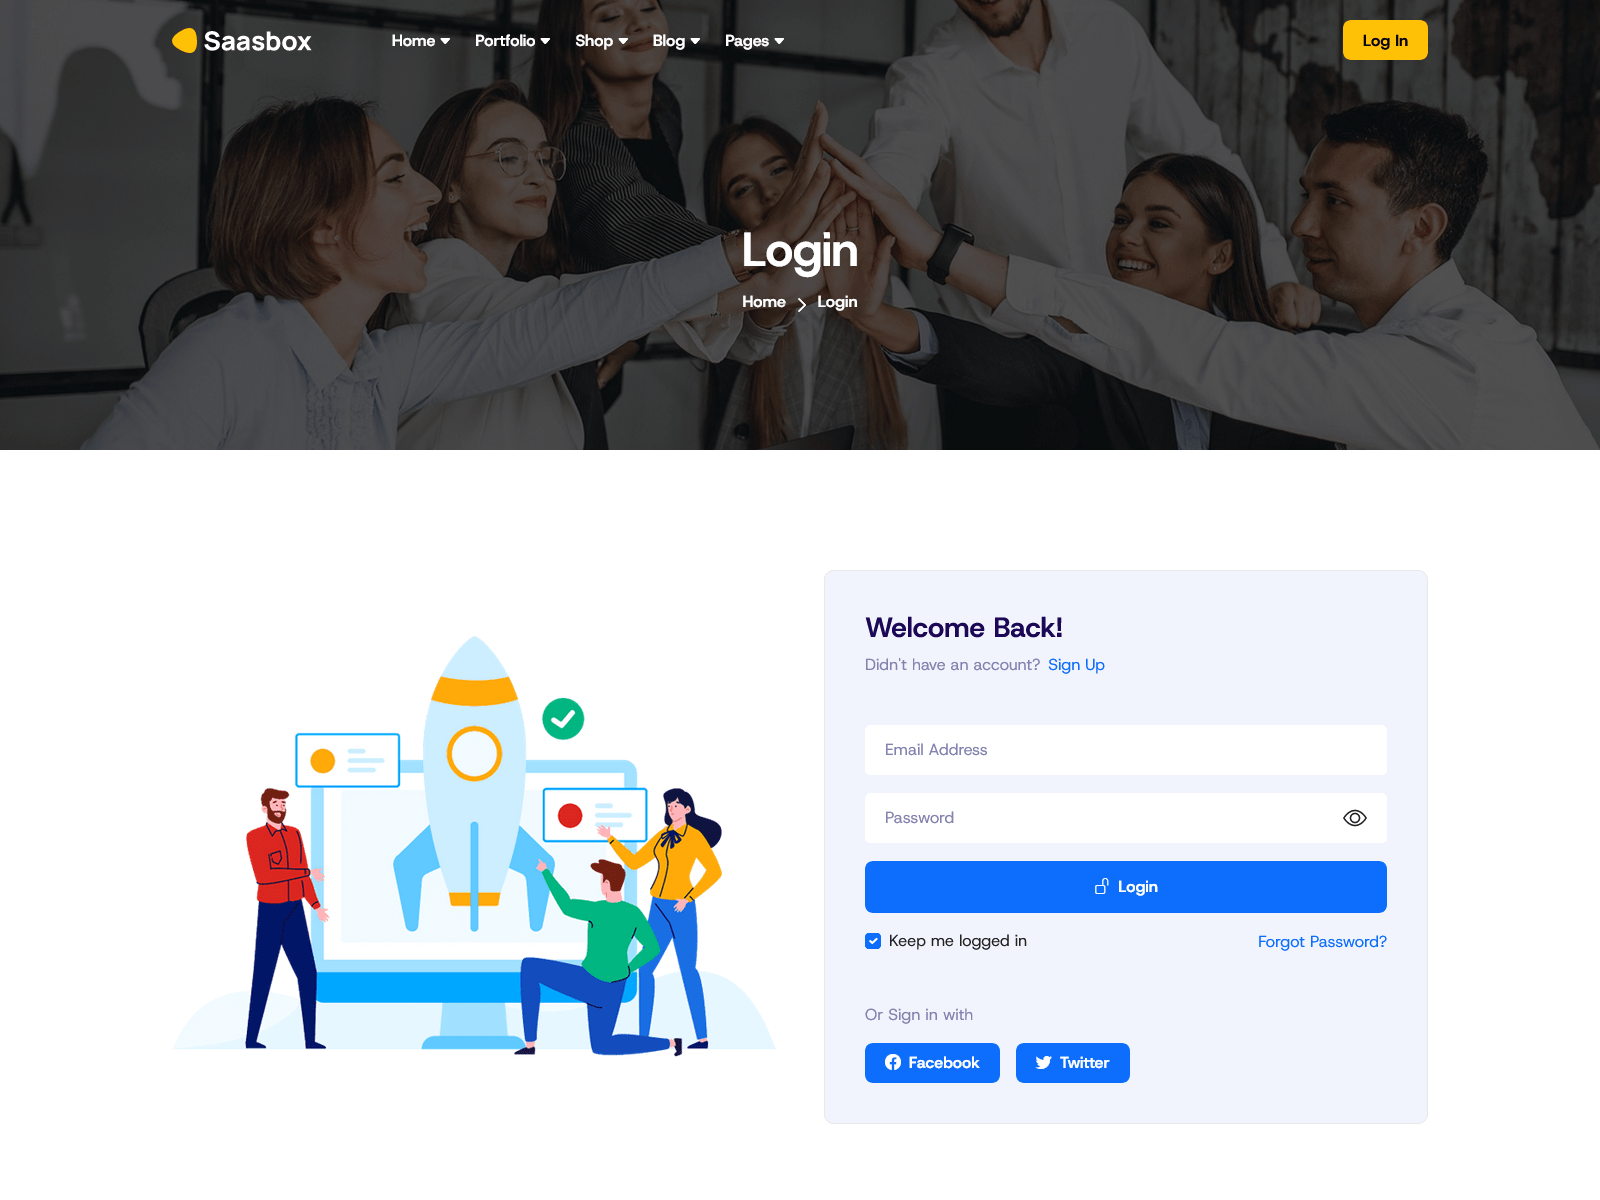 Saasbox Home Portfolio Shop Blog Pages Log In
Login
Home Login
Welcome Back!
Didn't have an account? Sign Up
Email Address
Password
Login
Keep me logged in Forgot Password?
Or Sign in with
Facebook Twitter